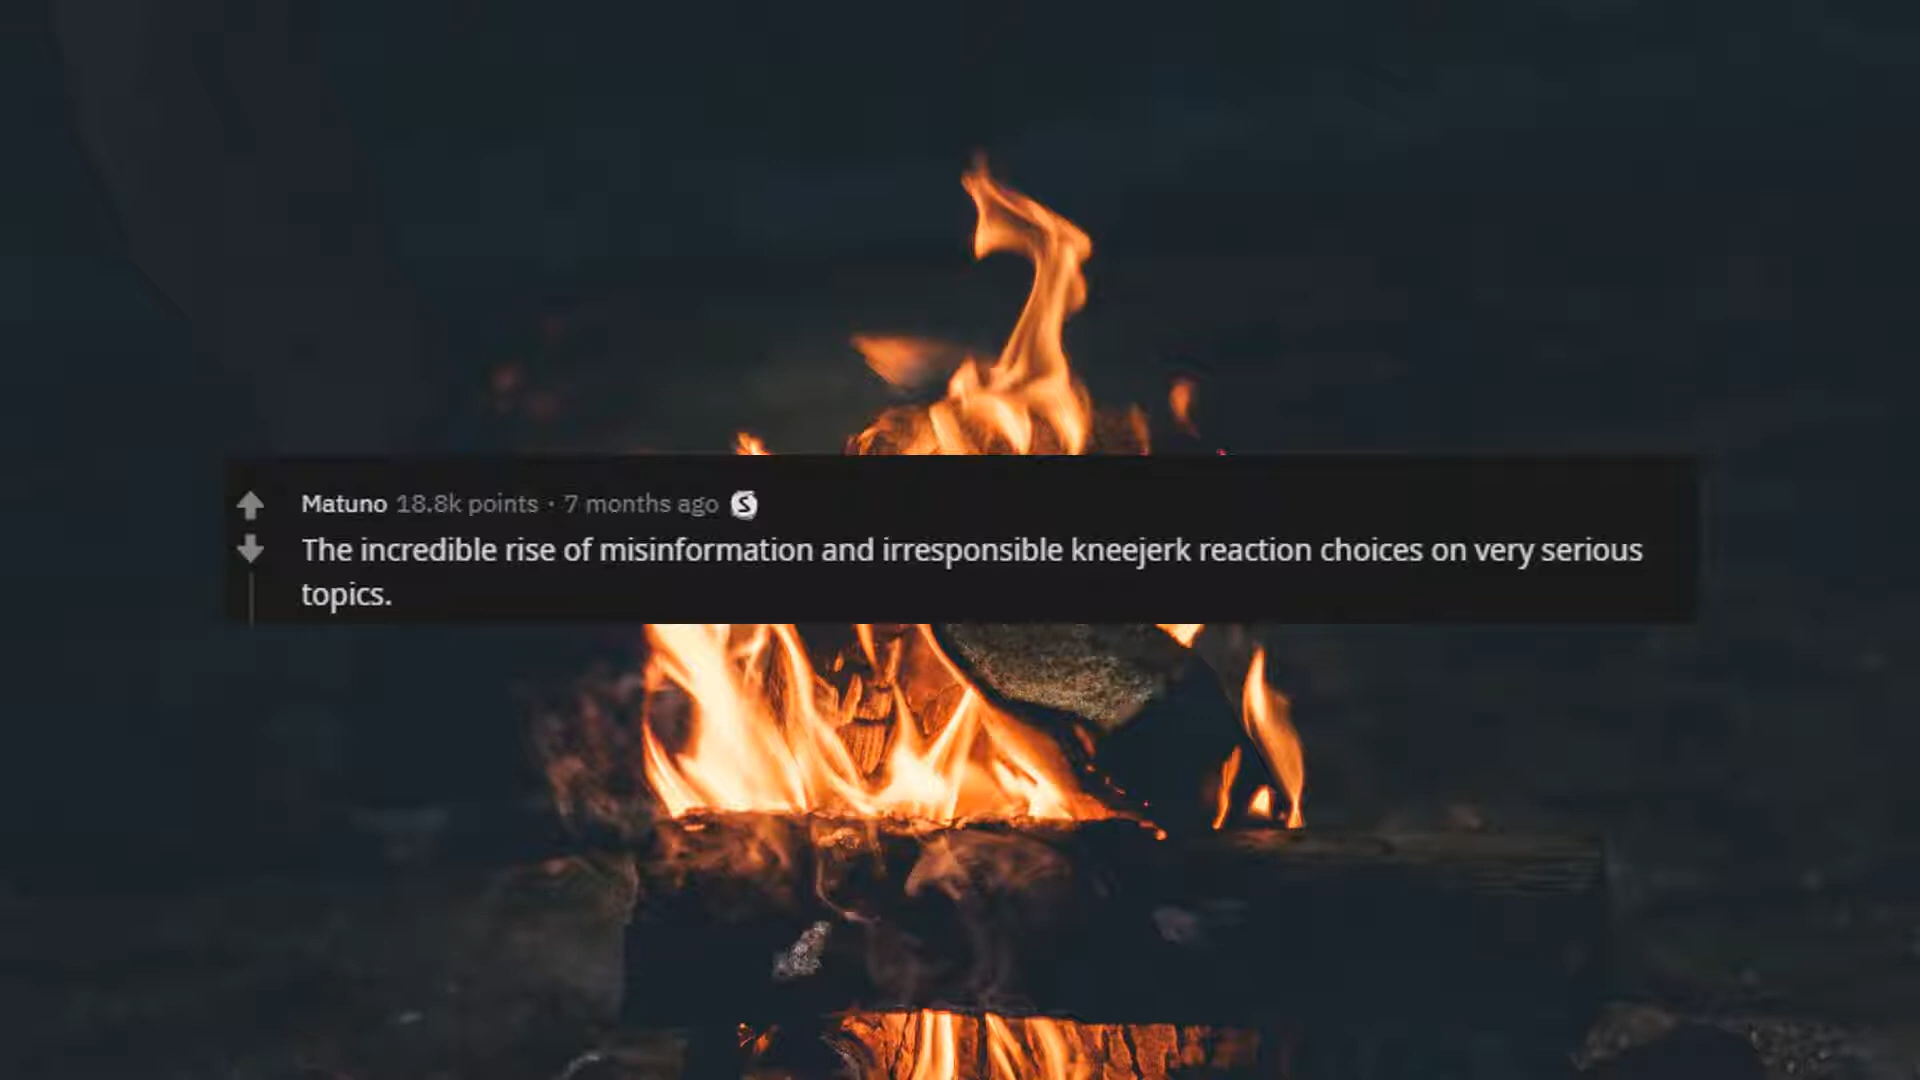 Matuno 18.8k points · 7 months ago
The incredible rise of misinformation and irresponsible kneejerk reaction choices on very serious
topics.